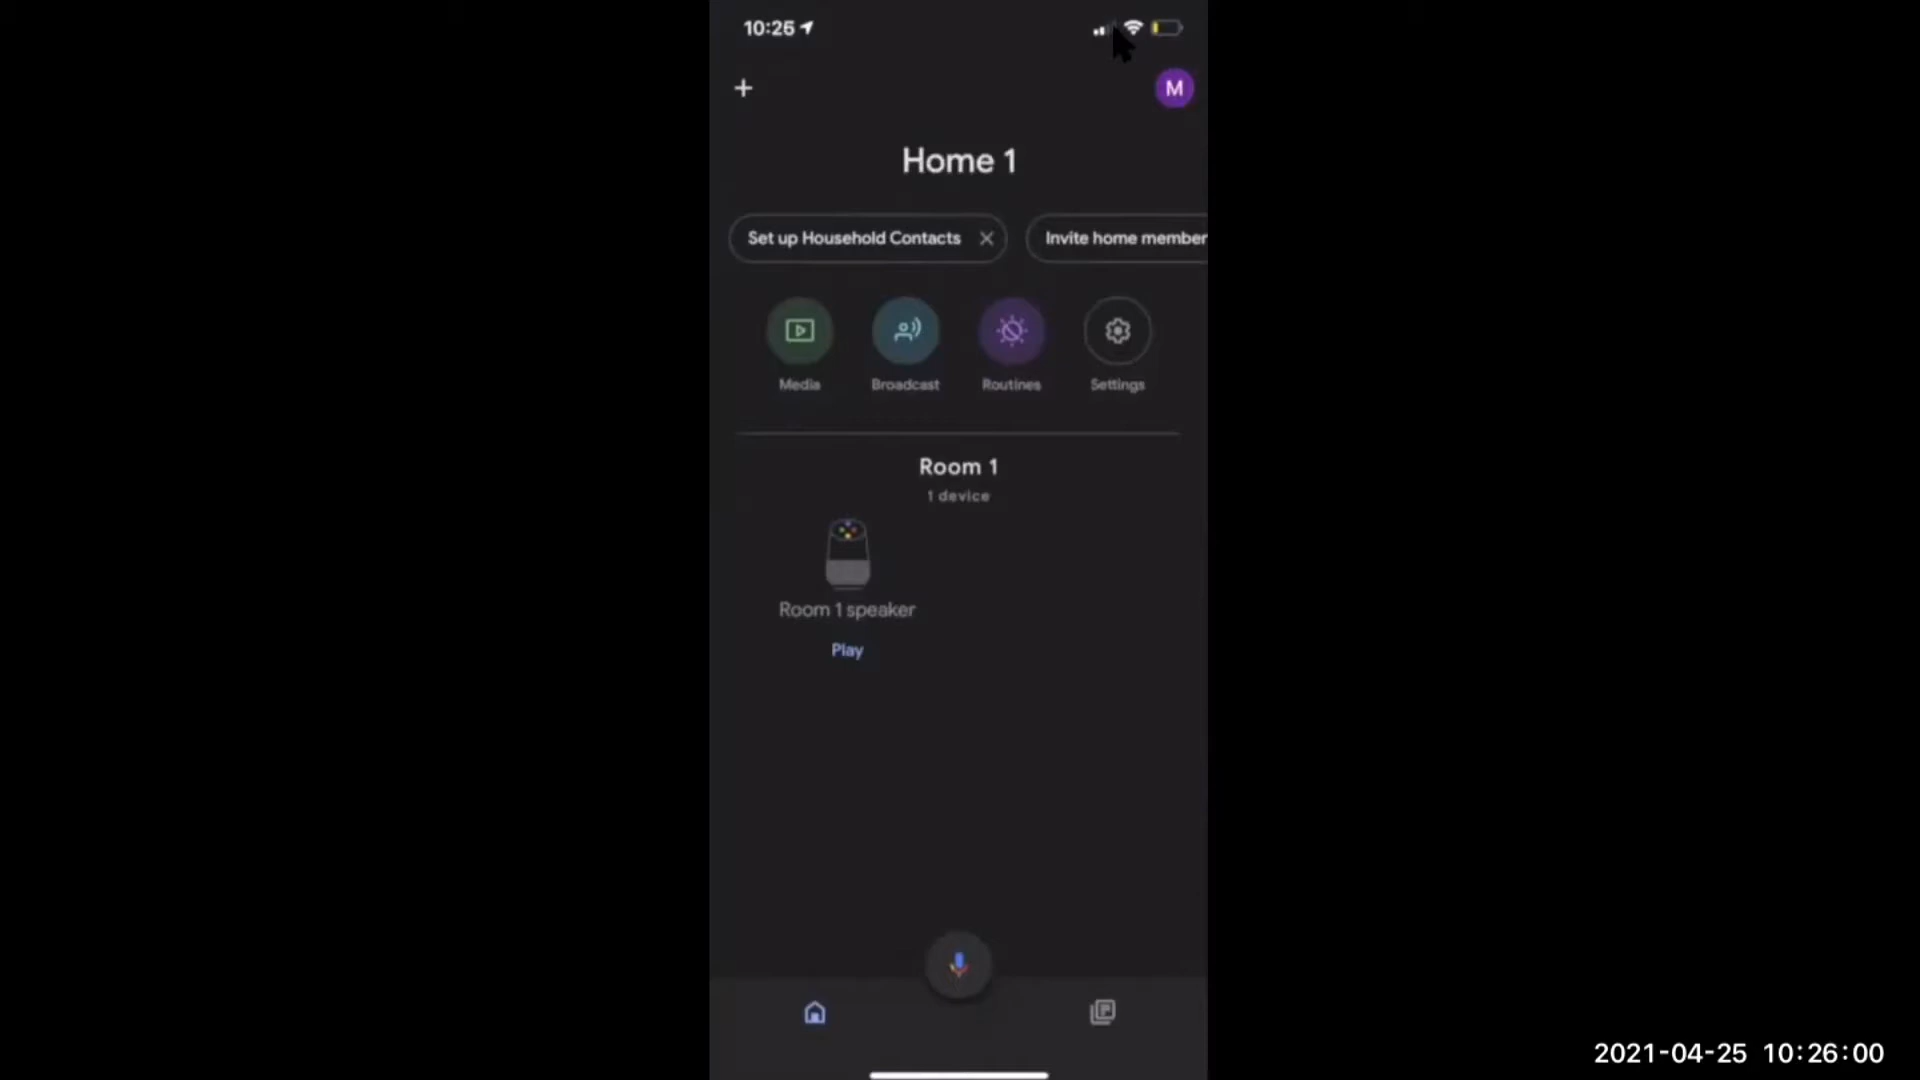 10:25
M
Home 1
Set up Household Contacts
Invite home member
Media
Broadcast
Routines
Settings
Room 1
1 device
Room 1 speaker
Play
2021-04-25 10:26:00